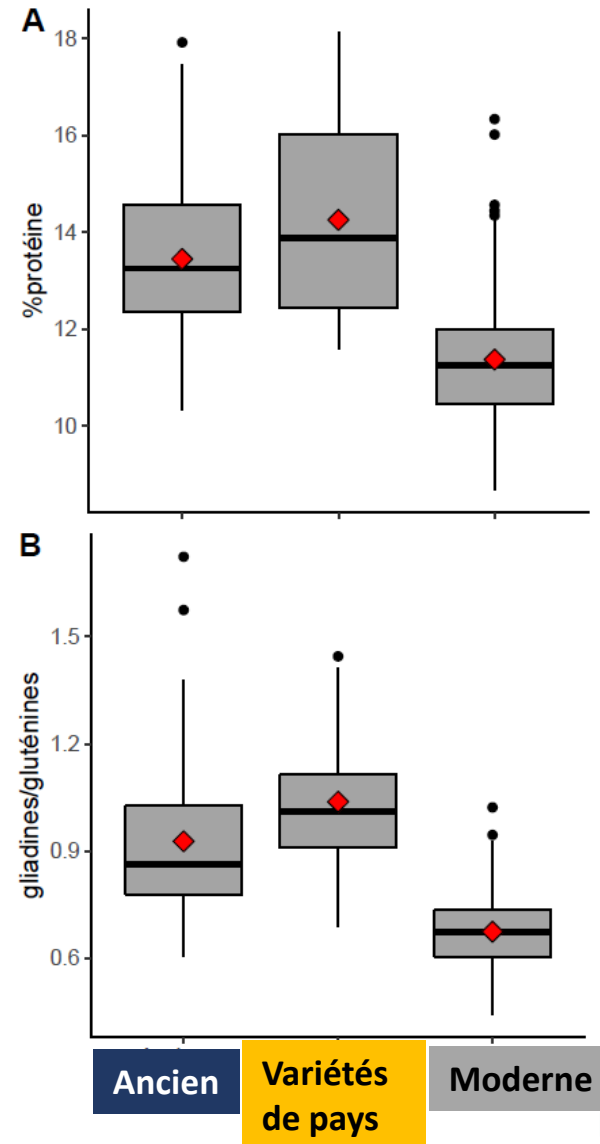 A
18
16
14
12
10
%protéine
B
1.5
1.2
0.9
0.6
gliadines/gluténines
Ancien
Variétés
de pays
Moderne